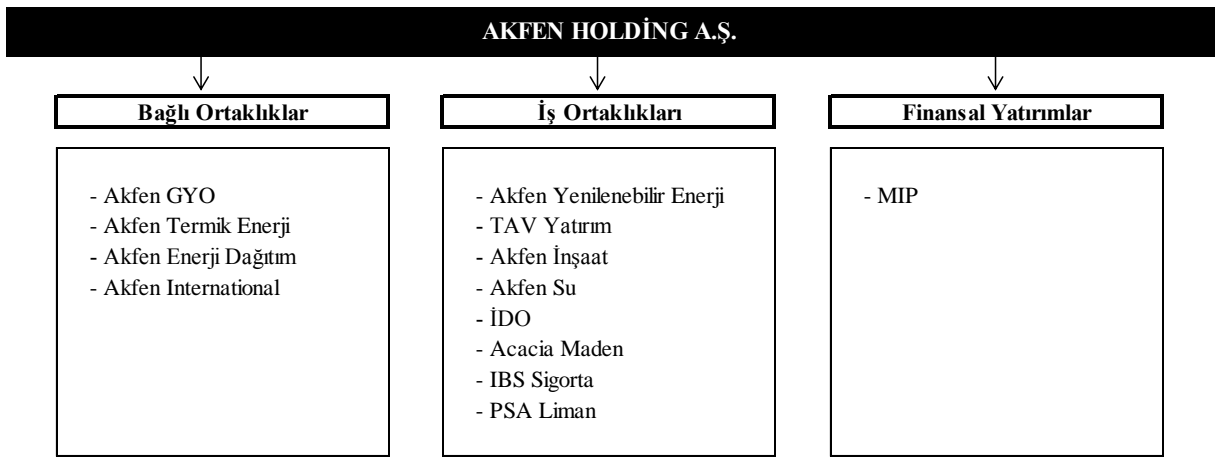 AKFEN HOLDİNG A.Ş.
Bağlı Ortaklıklar
- Akfen GYO
- Akfen Termik Enerji
- Akfen Enerji Dağıtım
- Akfen International
İş Ortaklıkları
- Akfen Yenilenebilir Enerji
- TAV Yatırım
- Akfen İnşaat
- Akfen Su
- İDO
- Acacia Maden
- IBS Sigorta
- PSA Liman
Finansal Yatırımlar
- MIP